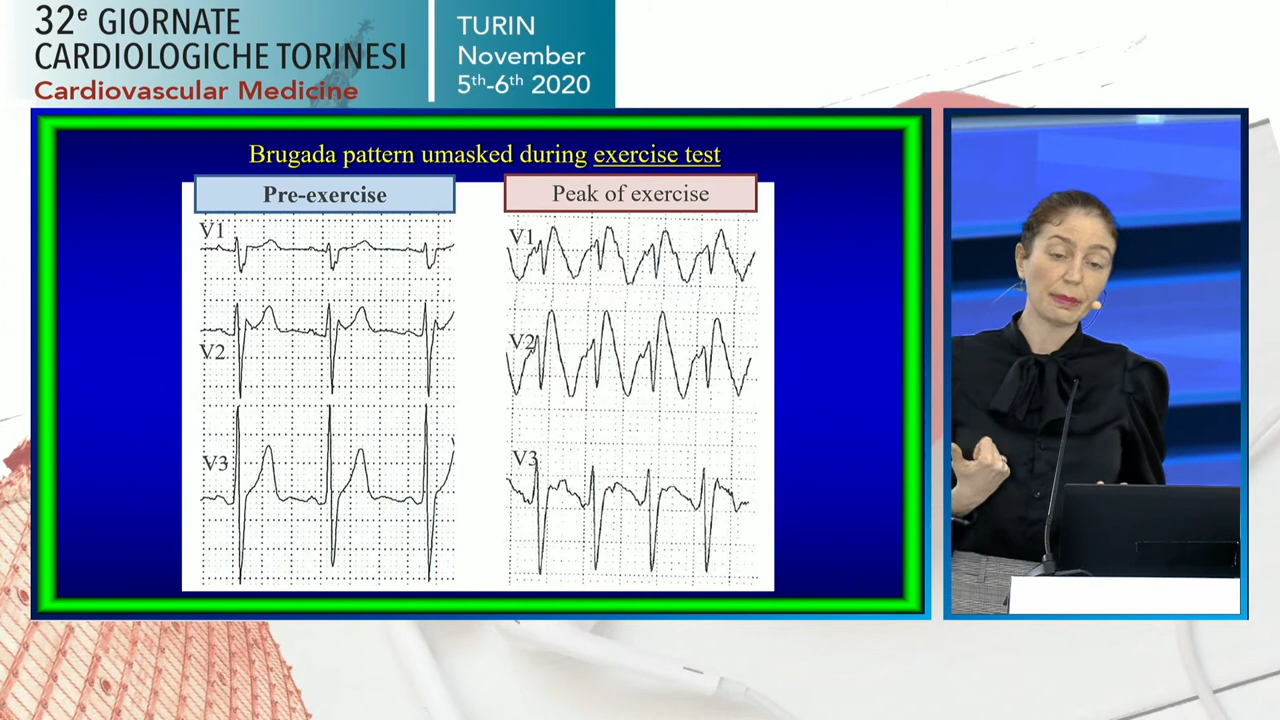 32e GIORNATE
CARDIOLOGICHE TORINESI
Cardiovascular Medicine
TURIN
November
5th-6th 2020
Brugada pattern umasked during exercise test
Pre-exercise
Peak of exercise
V1
V2
V3
V1
V2
V3